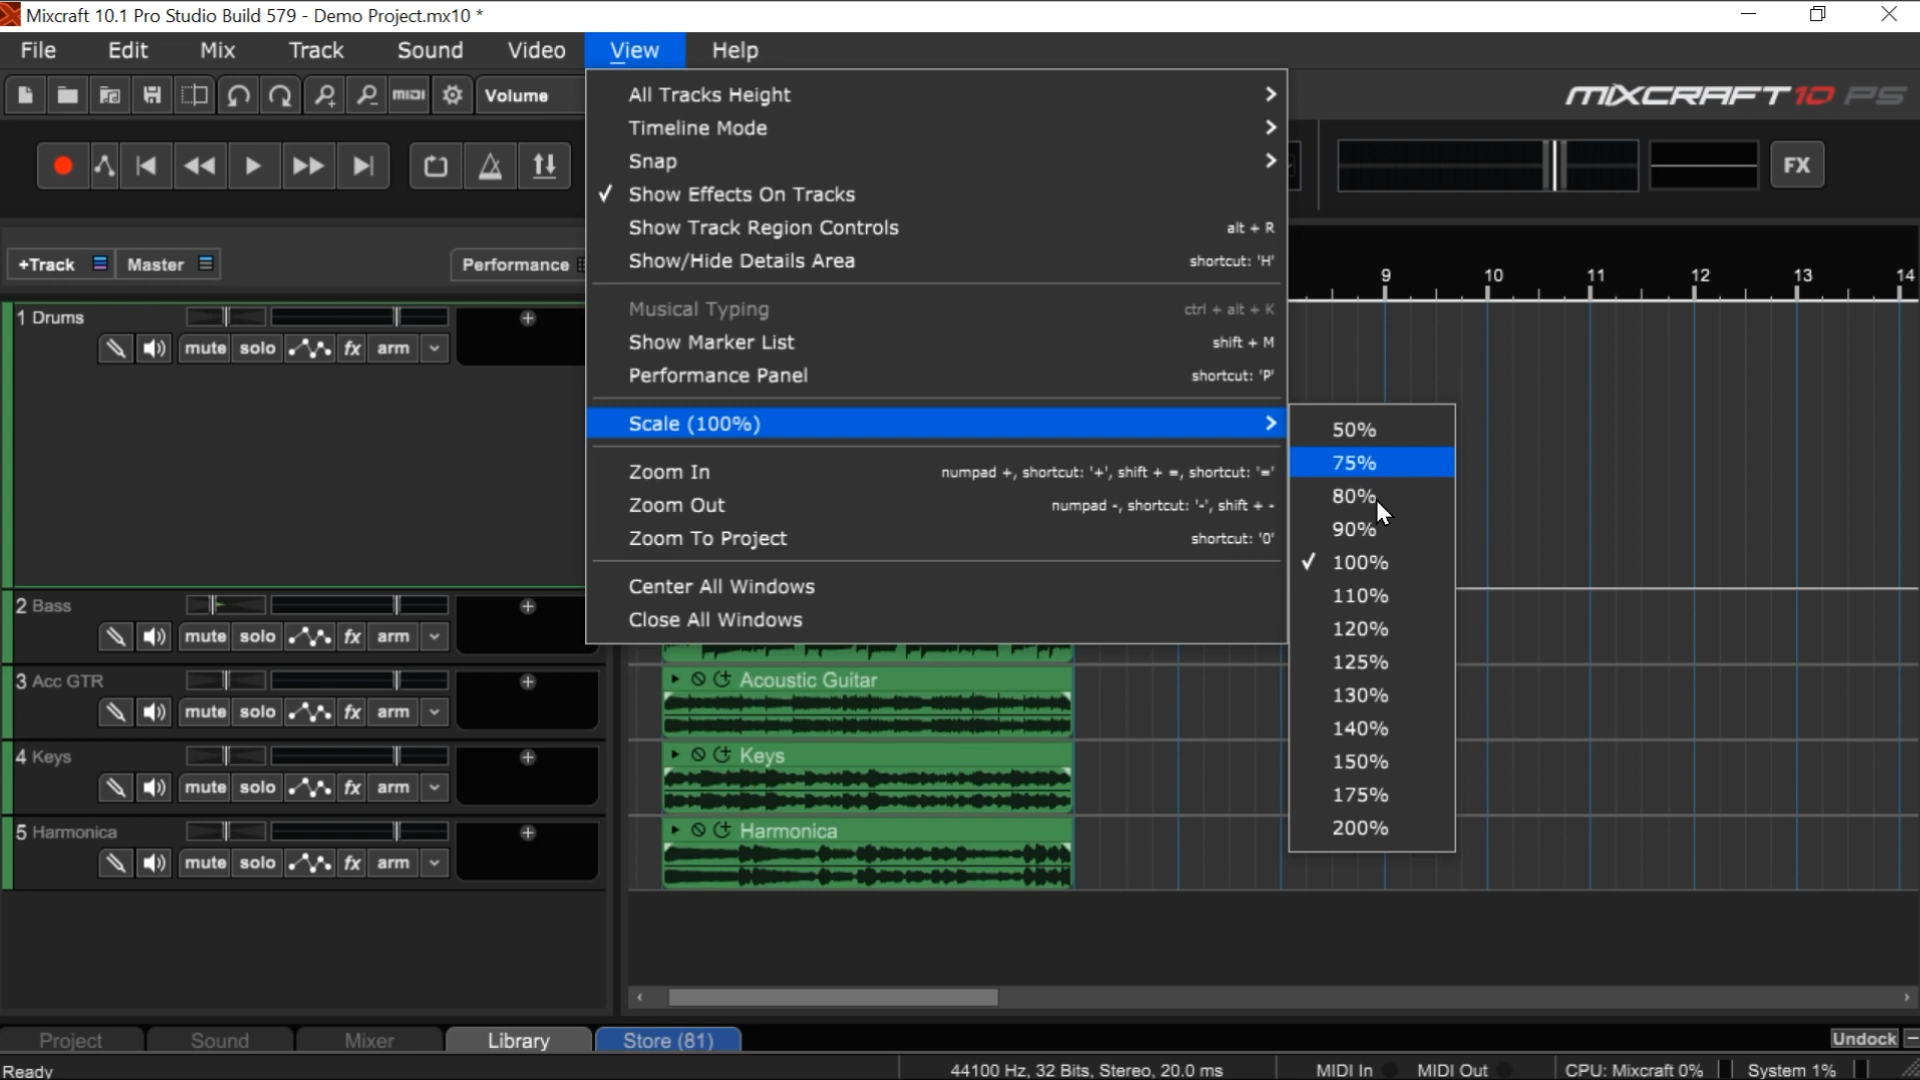 Mixcraft 10.1 Pro Studio Build 579 - Demo Project.mx10 *
File Edit Mix Track Sound Video View Help
midi Volume
MIXCRAFT 10 PS
FX
All Tracks Height
Timeline Mode
Snap
✓ Show Effects On Tracks
Show Track Region Controls alt + R
Show/Hide Details Area shortcut: 'H'
Musical Typing ctrl + alt + K
Show Marker List shift + M
Performance Panel shortcut: 'P'
Scale (100%)
Zoom In numpad +, shortcut: '+', shift + =, shortcut: '='
Zoom Out numpad -, shortcut: '-', shift + -
Zoom To Project shortcut: '0'
Center All Windows
Close All Windows
50%
75%
80%
90%
✓ 100%
110%
120%
125%
130%
140%
150%
175%
200%
+Track Master Performance
9 10 11 12 13 14
1 Drums
mute solo fx arm
2 Bass
mute solo fx arm
3 Acc GTR
mute solo fx arm
Acoustic Guitar
4 Keys
mute solo fx arm
Keys
5 Harmonica
mute solo fx arm
Harmonica
Project Sound Mixer Library Store (81) Undock
Ready 44100 Hz, 32 Bits, Stereo, 20.0 ms MIDI In MIDI Out CPU: Mixcraft 0% System 1%